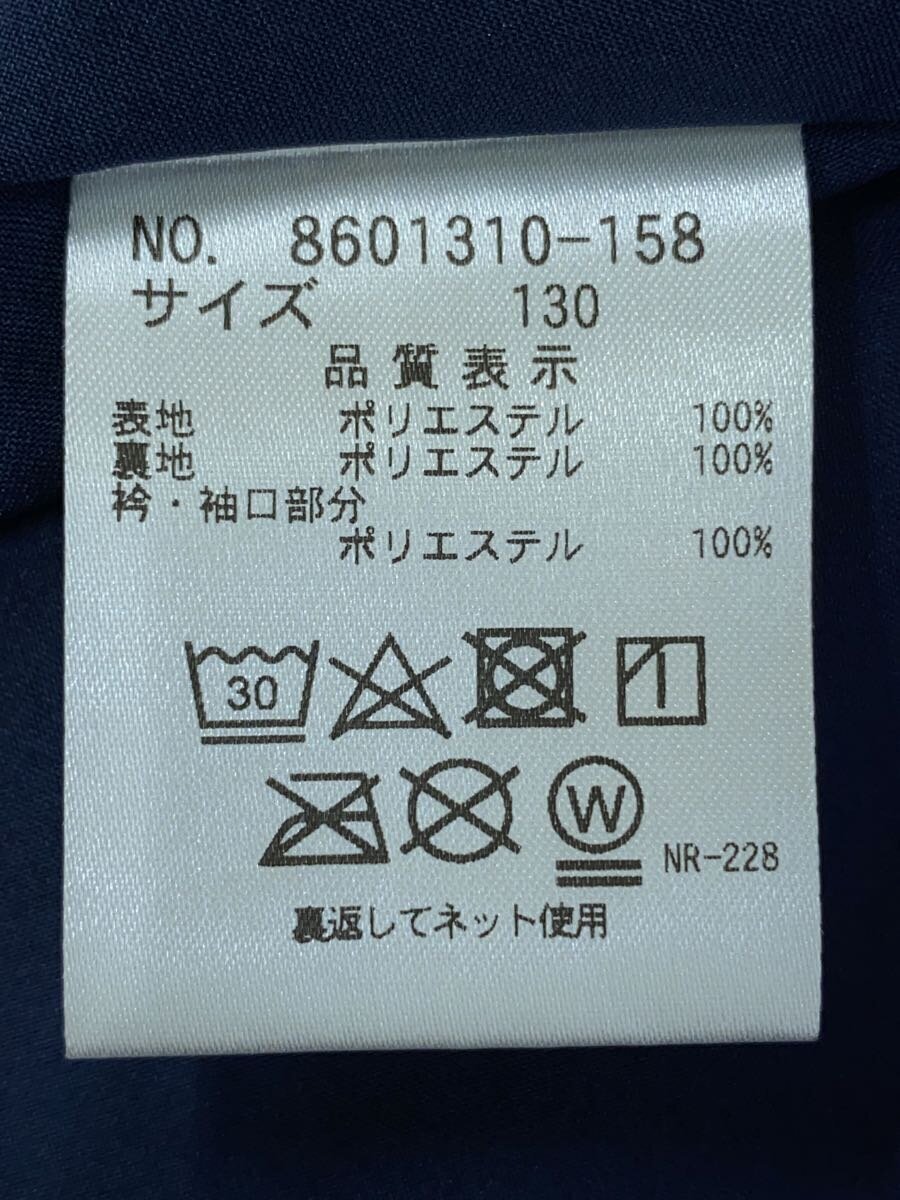 NO. 8601310-158
サイズ 130
品質表示
表地 ポリエステル 100%
裏地 ポリエステル 100%
衿・袖口部分
ポリエステル 100%
30
W NR-228
裏返してネット使用